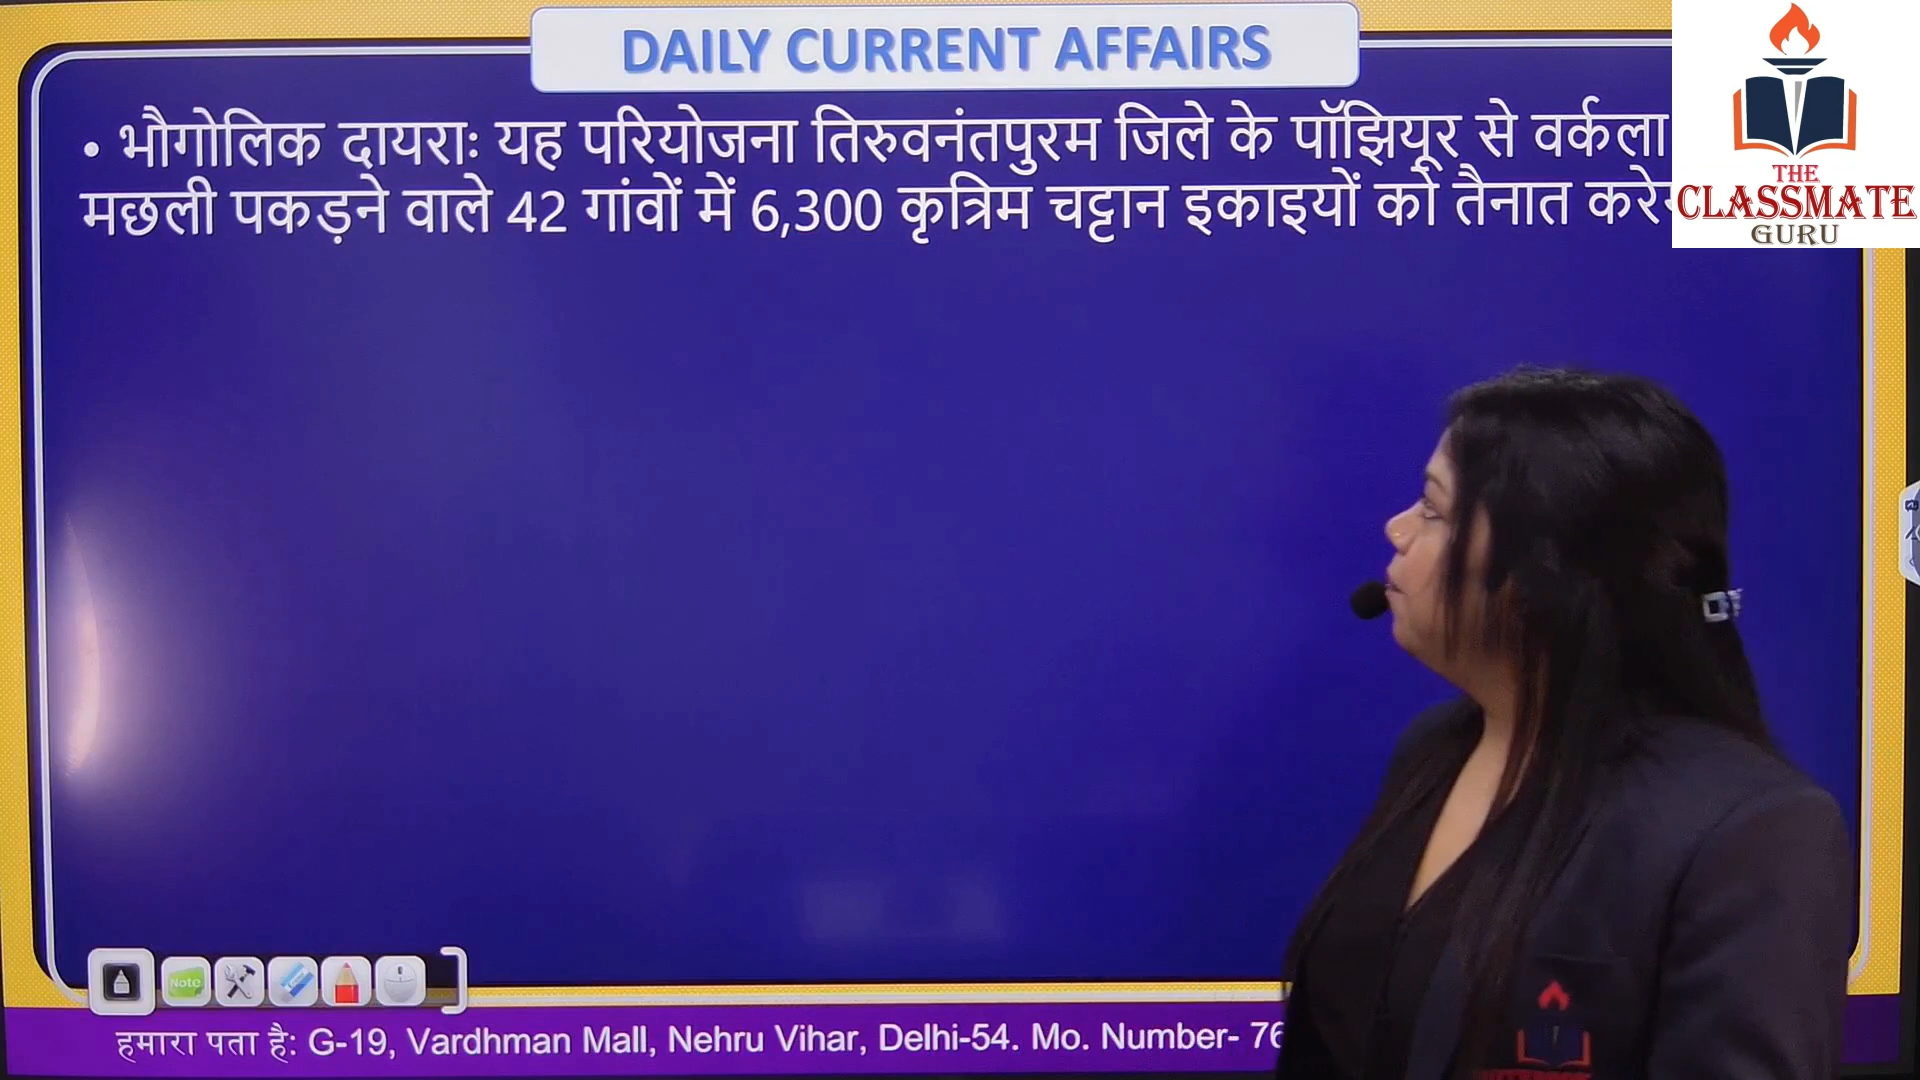 DAILY CURRENT AFFAIRS
• भौगोलिक दायराः यह परियोजना तिरुवनंतपुरम जिले के पॉझियूर से वर्कला
मछली पकड़ने वाले 42 गांवों में 6,300 कृत्रिम चट्टान इकाइयों को तैनात
THE
CLASSMATE
GURU
Note
हमारा पता है: G-19, Vardhman Mall, Nehru Vihar, Delhi-54. Mo. Number- 76